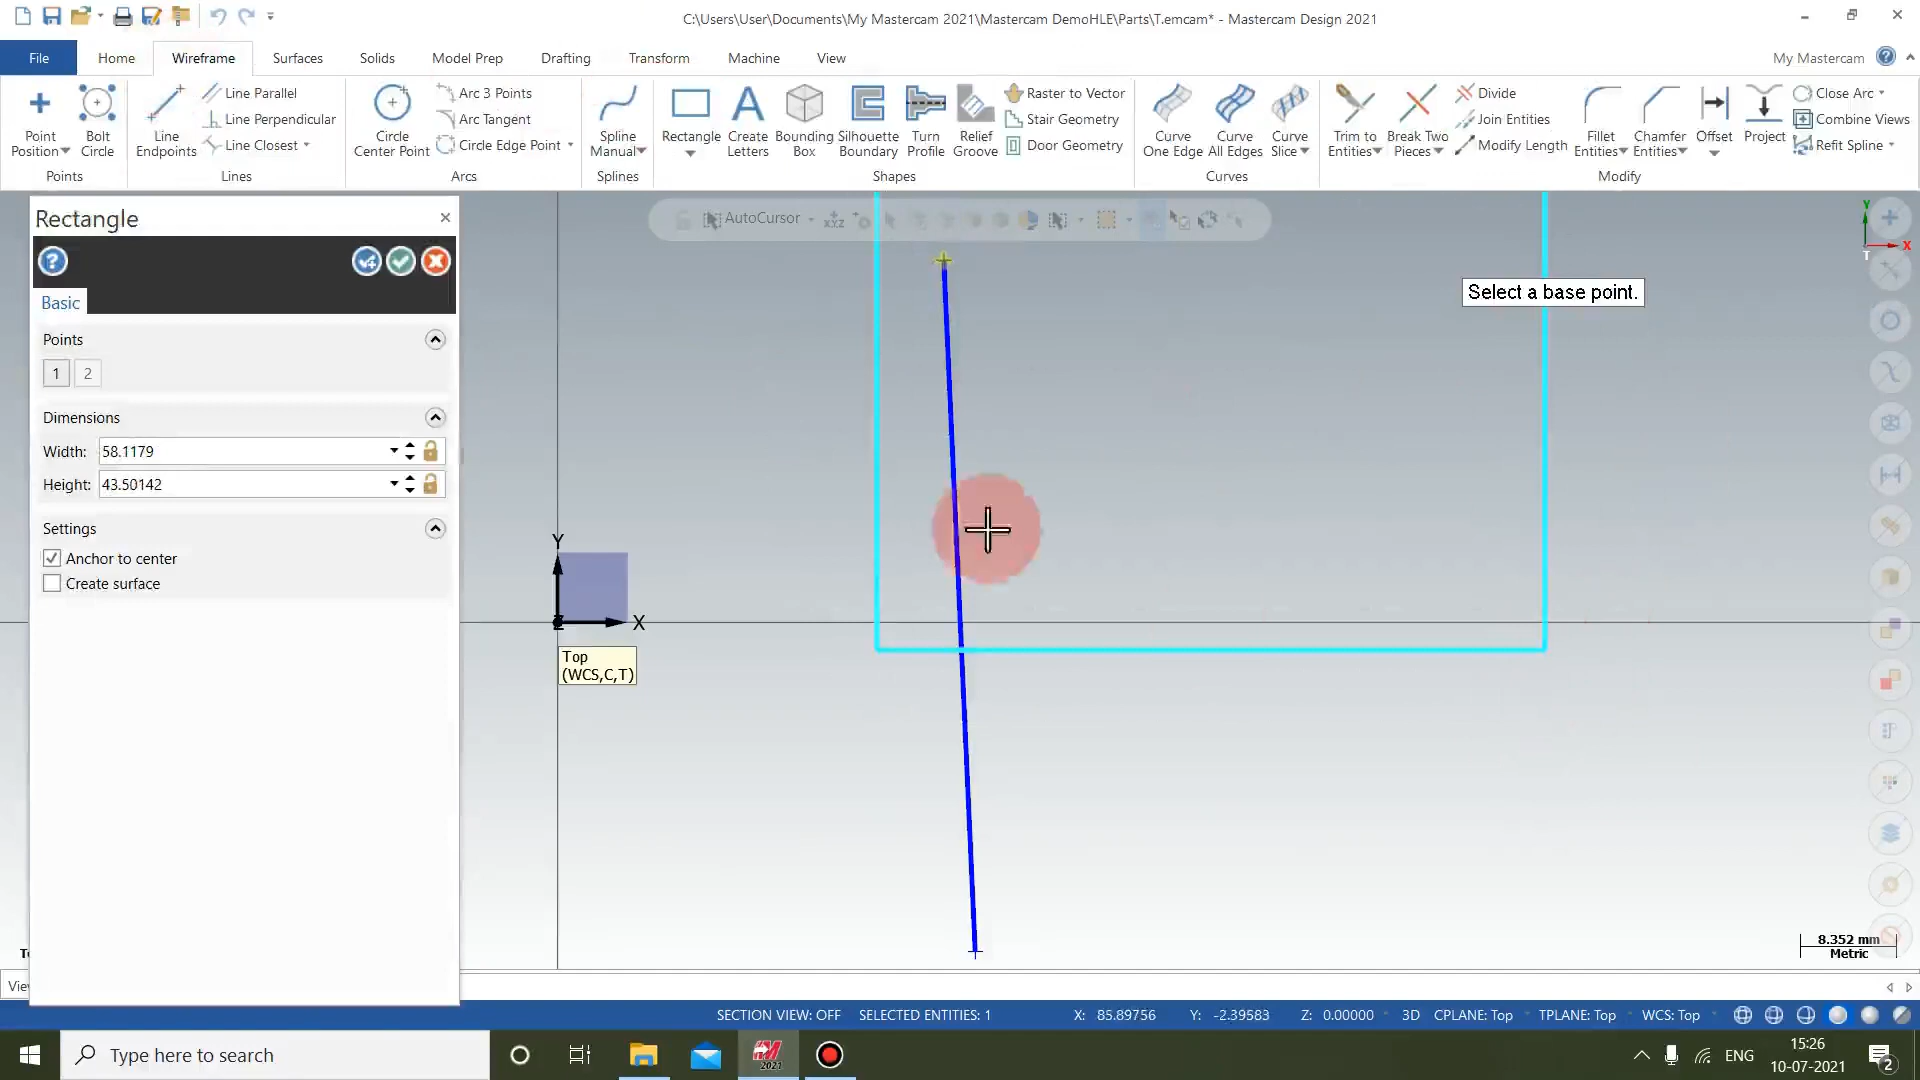 C:\Users\User\Documents\My Mastercam 2021\Mastercam DemoHLE\Parts\T.emcam* - Mastercam Design 2021
File Home Wireframe Surfaces Solids Model Prep Drafting Transform Machine View My Mastercam
Point Position
Bolt Circle
Points
Line Endpoints
Line Parallel
Line Perpendicular
Line Closest
Lines
Circle Center Point
Arc 3 Points
Arc Tangent
Circle Edge Point
Arcs
Spline Manual
Splines
Rectangle
Create Letters
Bounding Box
Silhouette Boundary
Turn Profile
Relief Groove
Raster to Vector
Stair Geometry
Door Geometry
Shapes
Curve One Edge
Curve All Edges
Curve Slice
Curves
Trim to Entities
Break Two Pieces
Divide
Join Entities
Modify Length
Fillet Entities
Chamfer Entities
Offset
Project
Close Arc
Combine Views
Refit Spline
Modify
Rectangle
Basic
Points
1 2
Dimensions
Width: 58.1179
Height: 43.50142
Settings
Anchor to center
Create surface
AutoCursor
Y
X
T
Select a base point.
Y
Z X
Top
(WCS,C,T)
8.352 mm
Metric
SECTION VIEW: OFF SELECTED ENTITIES: 1 X: 85.89756 Y: -2.39583 Z: 0.00000 3D CPLANE: Top TPLANE: Top WCS: Top
Type here to search
2021
ENG
15:26
10-07-2021
2